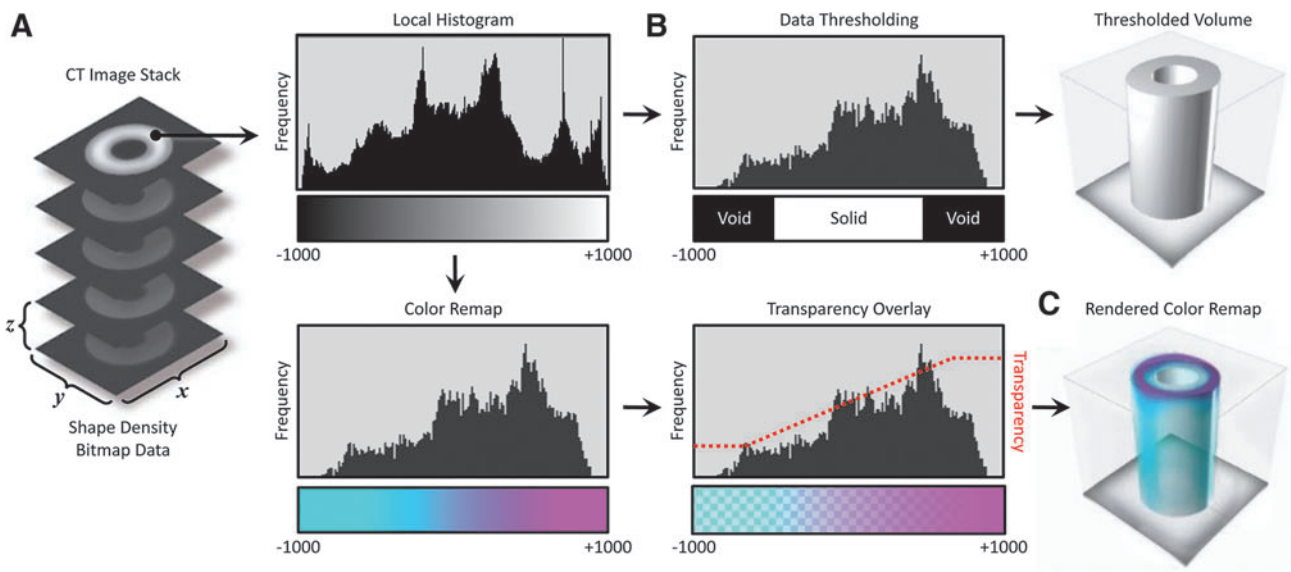 A
CT Image Stack
z
y
x
Shape Density
Bitmap Data
Local Histogram
Frequency
-1000
+1000
Color Remap
Frequency
-1000
+1000
B
Data Thresholding
Frequency
Void
Solid
Void
-1000
+1000
Thresholded Volume
Transparency Overlay
Frequency
Transparency
-1000
+1000
C
Rendered Color Remap